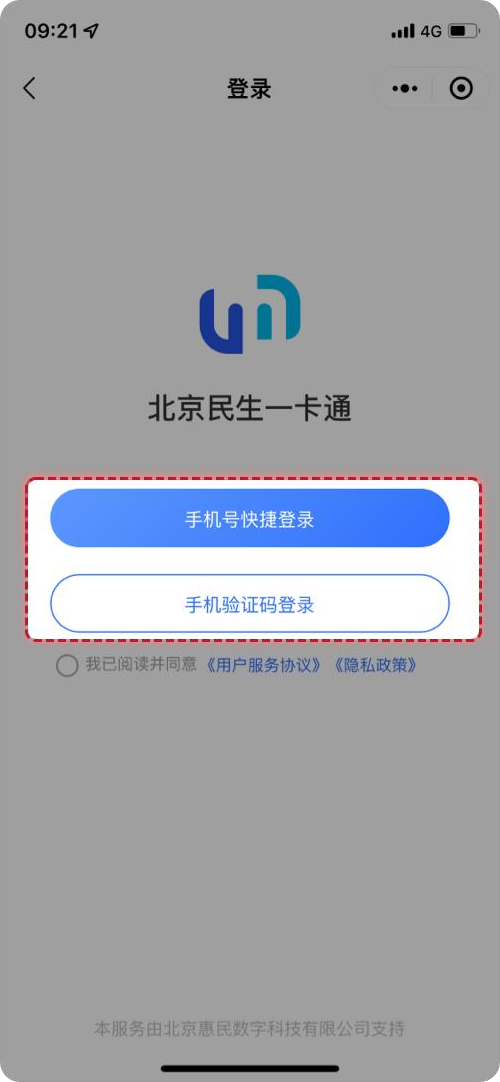 09:21 4G
登录
北京民生一卡通
手机号快捷登录
手机验证码登录
我已阅读并同意《用户服务协议》《隐私政策》
本服务由北京惠民数字科技有限公司支持